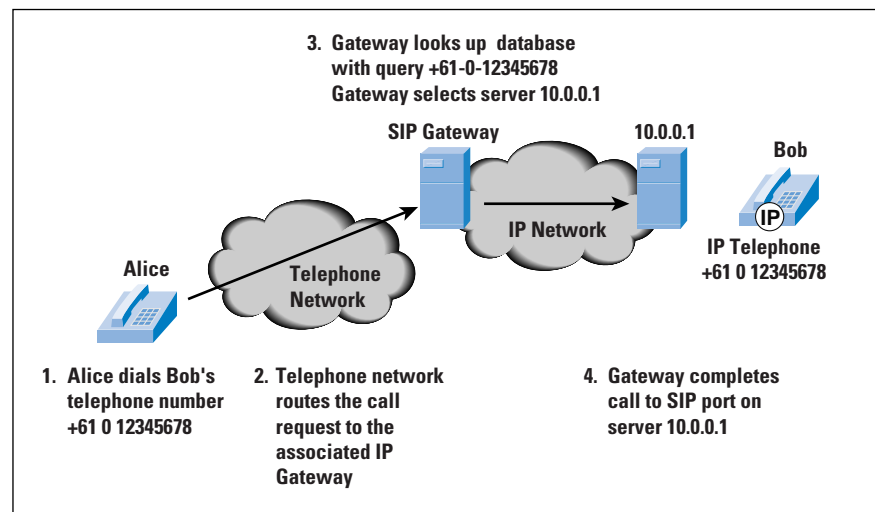 3. Gateway looks up database
with query +61-0-12345678
Gateway selects server 10.0.0.1
SIP Gateway
10.0.0.1
Bob
IP
IP Network
IP Telephone
+61 0 12345678
Alice
Telephone
Network
1. Alice dials Bob's
telephone number
+61 0 12345678
2. Telephone network
routes the call
request to the
associated IP
Gateway
4. Gateway completes
call to SIP port on
server 10.0.0.1